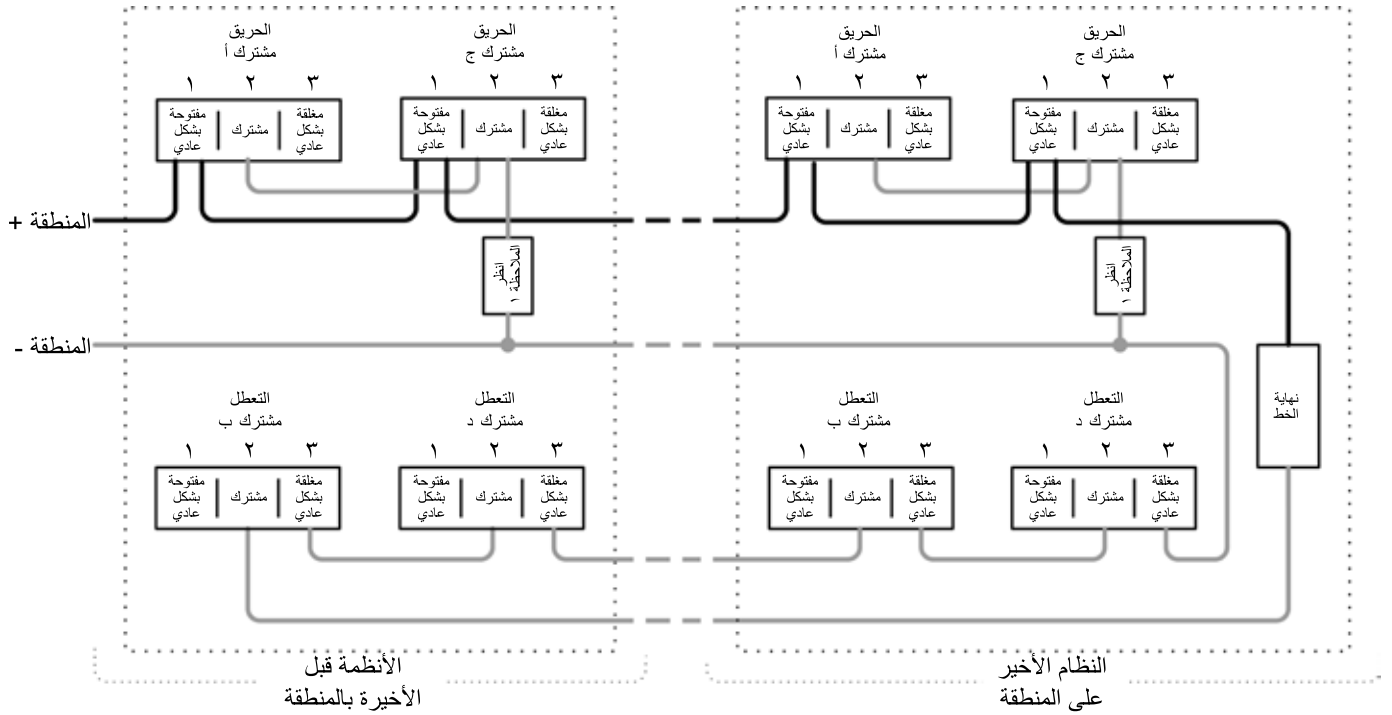 الحريق
مشترك أ
١ ٢ ٣
مفتوحة
بشكل
عادي
مشترك
مغلقة
بشكل
عادي
الحريق
مشترك ج
١ ٢ ٣
مفتوحة
بشكل
عادي
مشترك
مغلقة
بشكل
عادي
الحريق
مشترك أ
١ ٢ ٣
مفتوحة
بشكل
عادي
مشترك
مغلقة
بشكل
عادي
الحريق
مشترك ج
١ ٢ ٣
مفتوحة
بشكل
عادي
مشترك
مغلقة
بشكل
عادي
المنطقة +
انظر
الملاحظة
١
انظر
الملاحظة
١
المنطقة -
نهاية
الخط
التعطل
مشترك ب
١ ٢ ٣
مفتوحة
بشكل
عادي
مشترك
مغلقة
بشكل
عادي
التعطل
مشترك د
١ ٢ ٣
مفتوحة
بشكل
عادي
مشترك
مغلقة
بشكل
عادي
التعطل
مشترك ب
١ ٢ ٣
مفتوحة
بشكل
عادي
مشترك
مغلقة
بشكل
عادي
التعطل
مشترك د
١ ٢ ٣
مفتوحة
بشكل
عادي
مشترك
مغلقة
بشكل
عادي
الأنظمة قبل
الأخيرة بالمنطقة
النظام الأخير
على المنطقة